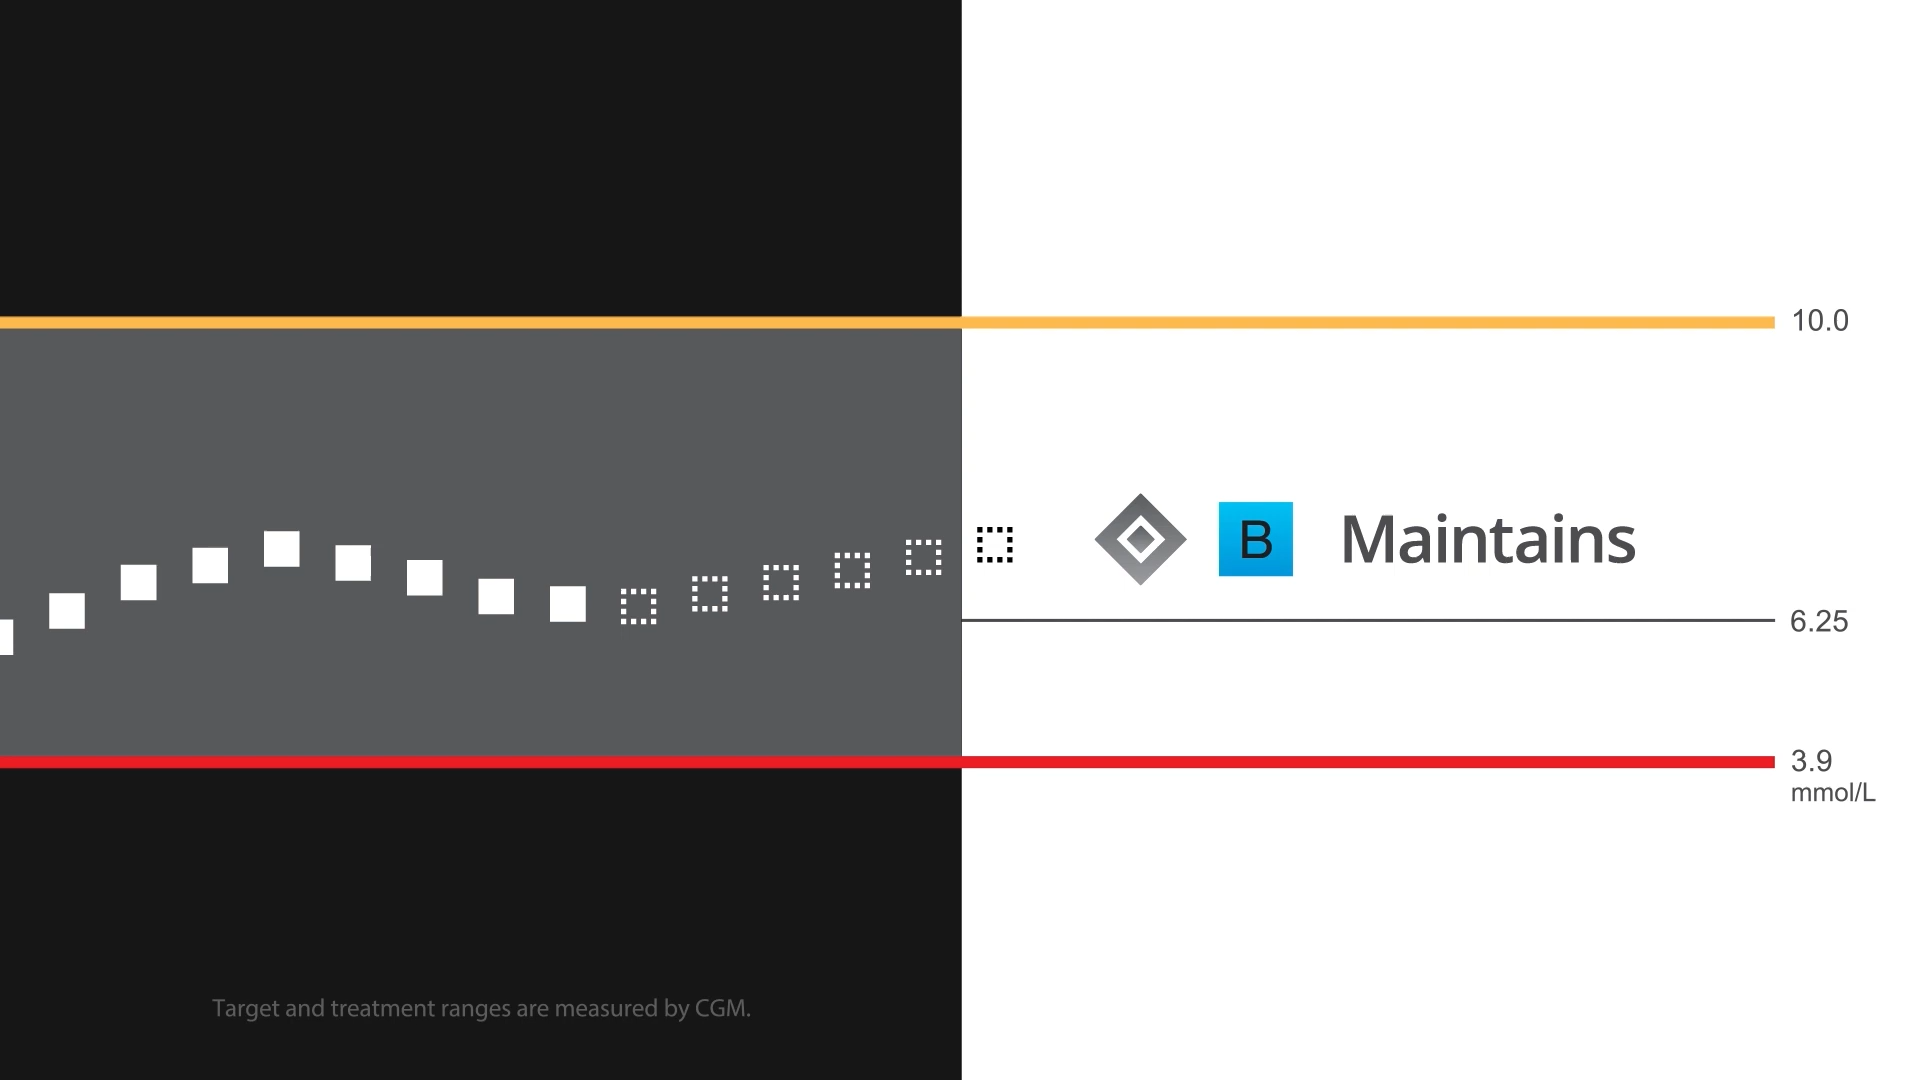 10.0
B Maintains
6.25
3.9
mmol/L
Target and treatment ranges are measured by CGM.